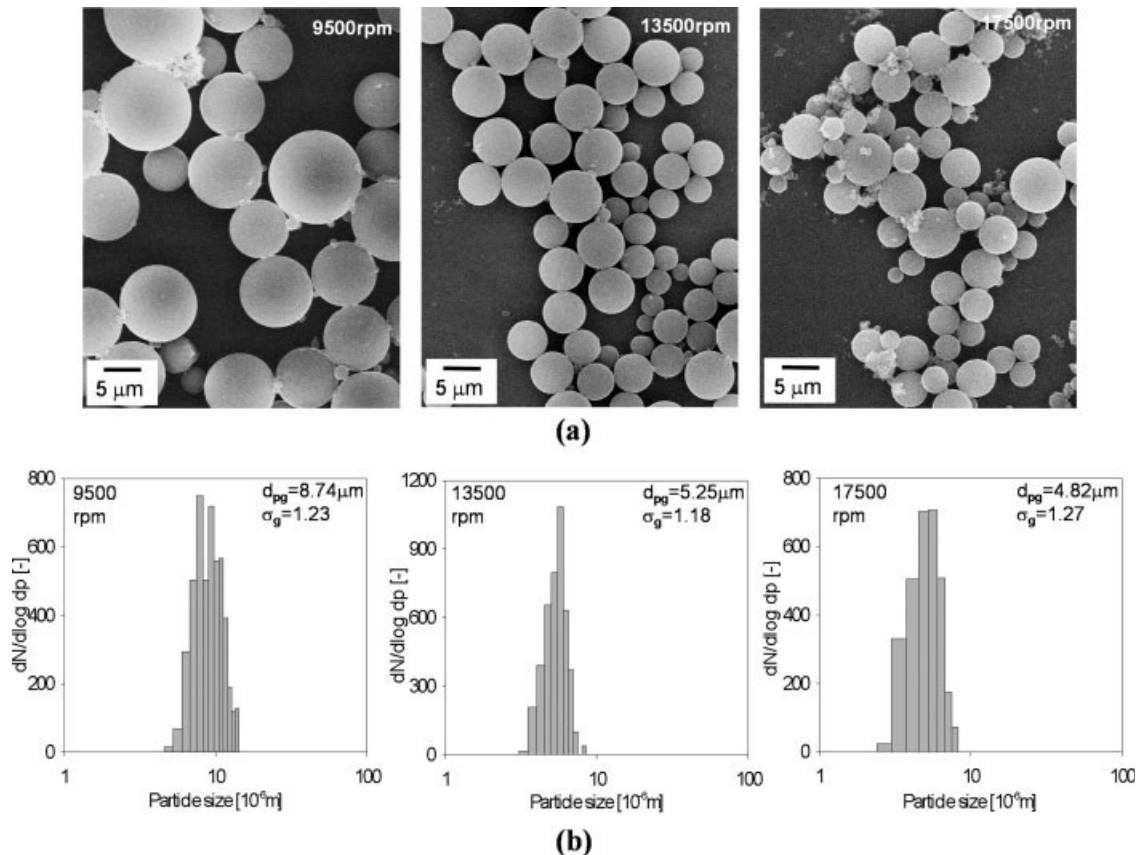 9500rpm
13500rpm
17500rpm
5 μm
5 μm
5 μm
(a)
800
600
400
200
0
dN/dlog dp [-]
9500
rpm
dpg=8.74μm
σg=1.23
1
10
100
Particle size [10⁻⁶m]
1200
900
600
300
0
dN/dlog dp [-]
13500
rpm
dpg=5.25μm
σg=1.18
1
10
100
Particle size [10⁻⁶m]
800
600
400
200
0
dN/dlog dp [-]
17500
rpm
dpg=4.82μm
σg=1.27
1
10
100
Particle size [10⁻⁶m]
(b)